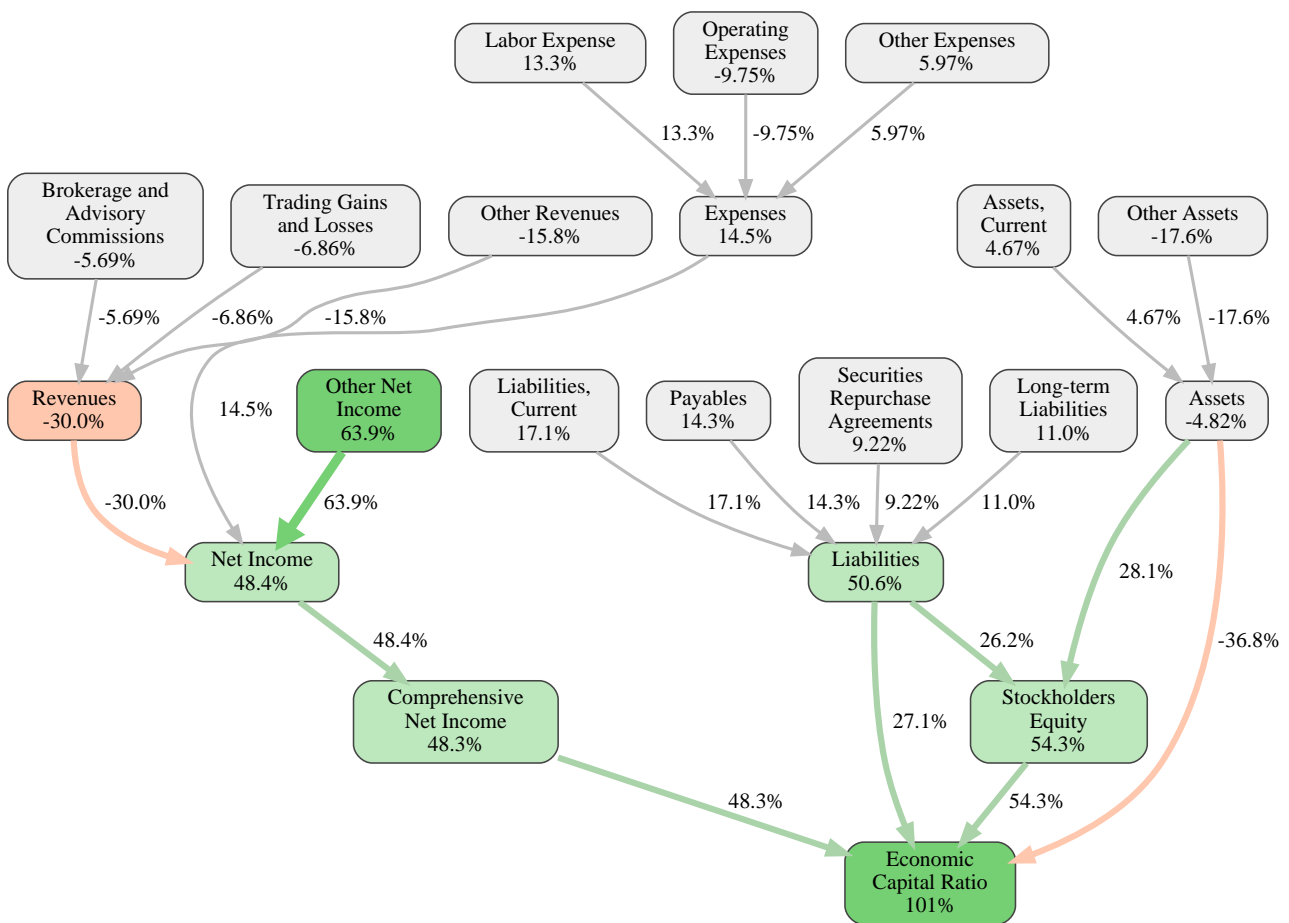 Labor Expense
13.3%
Operating
Expenses
-9.75%
Other Expenses
5.97%
13.3%
-9.75%
5.97%
Brokerage and
Advisory
Commissions
-5.69%
Trading Gains
and Losses
-6.86%
Other Revenues
-15.8%
Expenses
14.5%
Assets,
Current
4.67%
Other Assets
-17.6%
-5.69%
-6.86%
-15.8%
4.67%
-17.6%
Revenues
-30.0%
14.5%
Other Net
Income
63.9%
Liabilities,
Current
17.1%
Payables
14.3%
Securities
Repurchase
Agreements
9.22%
Long-term
Liabilities
11.0%
Assets
-4.82%
-30.0%
63.9%
17.1%
14.3%
9.22%
11.0%
Net Income
48.4%
Liabilities
50.6%
28.1%
48.4%
26.2%
-36.8%
Comprehensive
Net Income
48.3%
27.1%
Stockholders
Equity
54.3%
48.3%
54.3%
Economic
Capital Ratio
101%